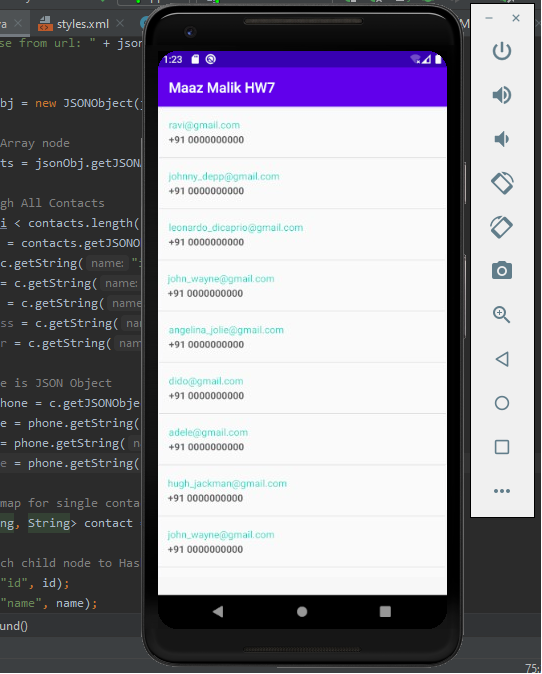 va
styles.xml
M
se from url: " + json
1:23
Maaz Malik HW7
bj = new JSONObject(j
Array node
ts = jsonObj.getJSONA
gh All Contacts
i < contacts.length(
= contacts.getJSONO
c.getString( name: "i
= c.getString( name:
= c.getString( name
ss = c.getString( na
r = c.getString( nam
e is JSON Object
hone = c.getJSONObje
e = phone.getString(
= phone.getString( n
e = phone.getString(
map for single conta
ng, String> contact
ch child node to Has
"id", id);
"name", name);
und()
ravi@gmail.com
+91 0000000000
johnny_depp@gmail.com
+91 0000000000
leonardo_dicaprio@gmail.com
+91 0000000000
john_wayne@gmail.com
+91 0000000000
angelina_jolie@gmail.com
+91 0000000000
dido@gmail.com
+91 0000000000
adele@gmail.com
+91 0000000000
hugh_jackman@gmail.com
+91 0000000000
john_wayne@gmail.com
+91 0000000000
75: